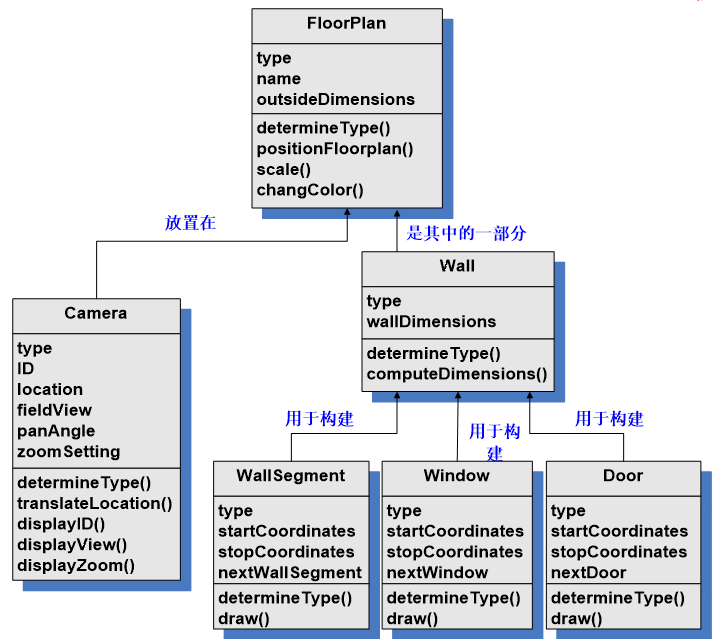 FloorPlan
type
name
outsideDimensions
determineType()
positionFloorplan()
scale()
changColor()
放置在
是其中的一部分
Wall
type
wallDimensions
determineType()
computeDimensions()
Camera
type
ID
location
fieldView
panAngle
zoomSetting
determineType()
translateLocation()
displayID()
displayView()
displayZoom()
用于构建
用于构
建
用于构建
WallSegment
type
startCoordinates
stopCoordinates
nextWallSegment
determineType()
draw()
Window
type
startCoordinates
stopCoordinates
nextWindow
determineType()
draw()
Door
type
startCoordinates
stopCoordinates
nextDoor
determineType()
draw()